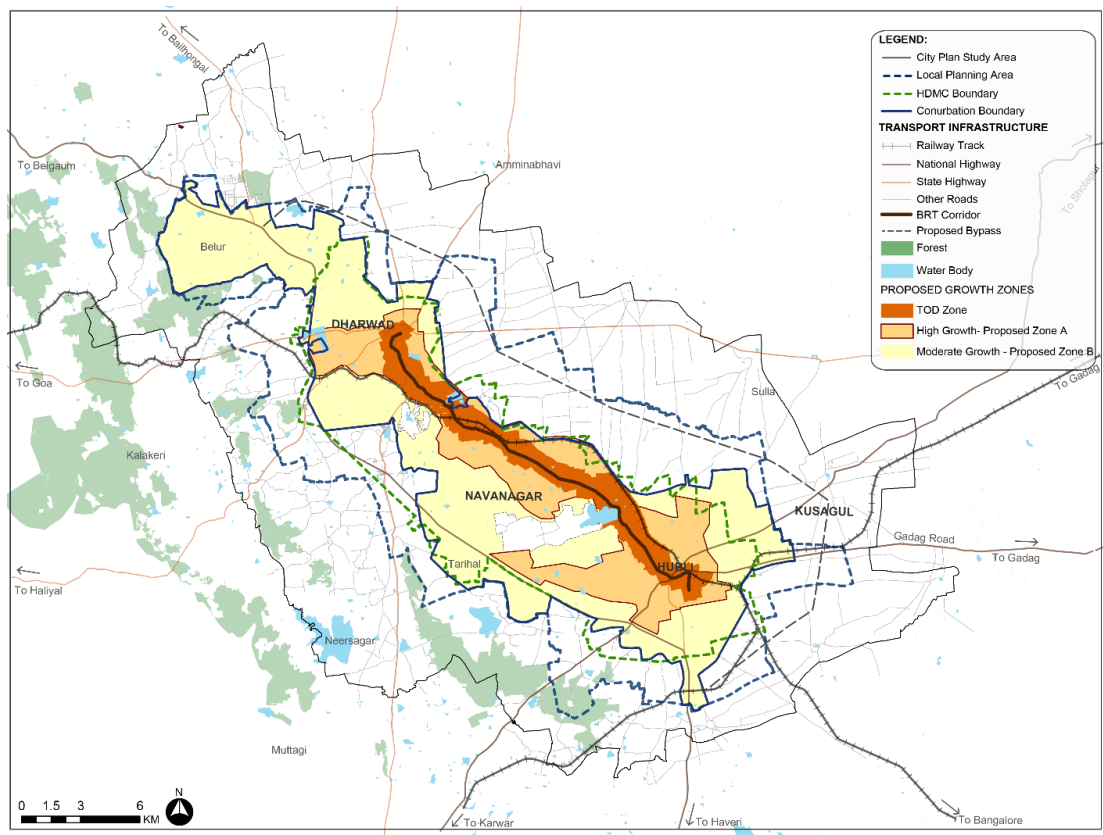 To Bailhongal
LEGEND:
City Plan Study Area
Local Planning Area
HDMC Boundary
Conurbation Boundary
TRANSPORT INFRASTRUCTURE
Railway Track
National Highway
State Highway
Other Roads
BRT Corridor
Proposed Bypass
Forest
Water Body
PROPOSED GROWTH ZONES
TOD Zone
High Growth- Proposed Zone A
Moderate Growth - Proposed Zone B
To Belgaum
Amminabhavi
To Sholapur
Belur
DHARWAD
To Goa
To Gadag
Sulla
Kalakeri
NAVANAGAR
KUSAGUL
Gadag Road
To Gadag
Tarihal
HUBLI
To Haliyal
Neersagar
Muttagi
N
0 1.5 3 6
KM
To Karwar
To Haveri
To Bangalore